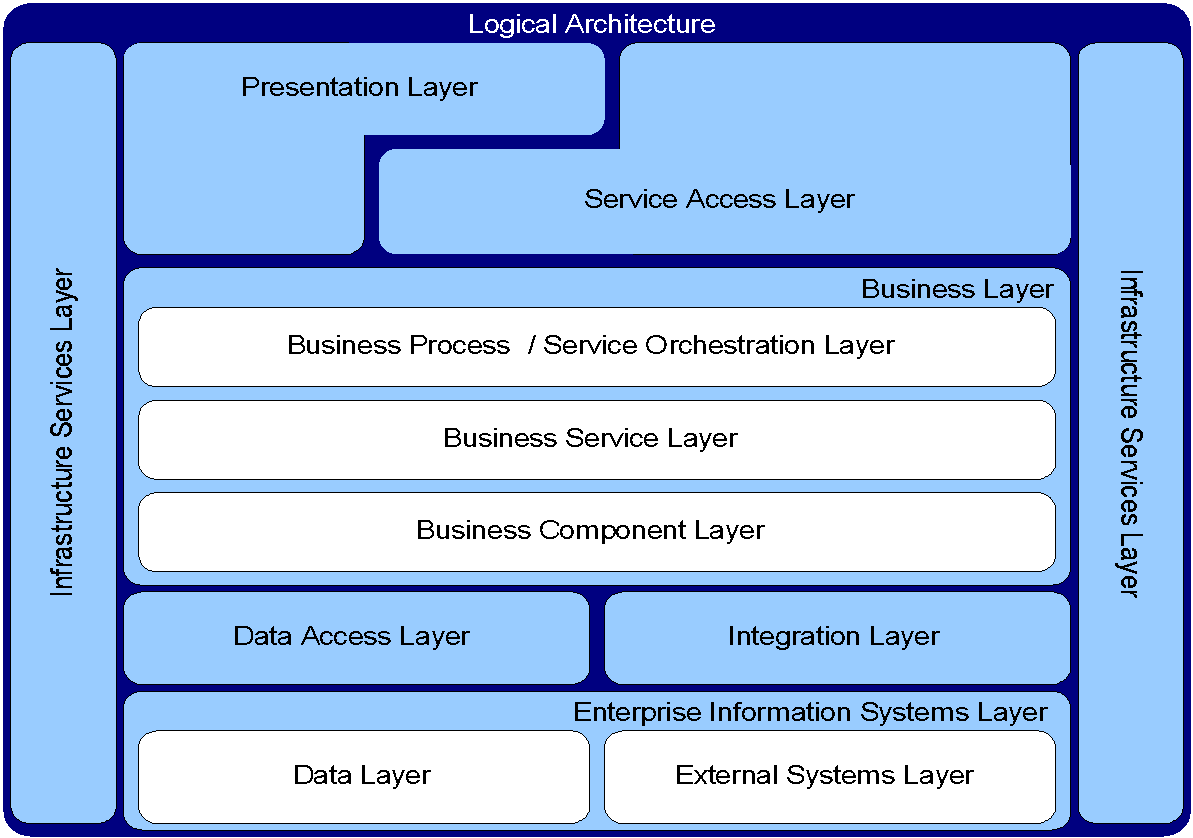 Logical Architecture
Infrastructure Services Layer
Presentation Layer
Service Access Layer
Business Layer
Business Process / Service Orchestration Layer
Business Service Layer
Business Component Layer
Data Access Layer
Integration Layer
Enterprise Information Systems Layer
Data Layer
External Systems Layer
Infrastructure Services Layer